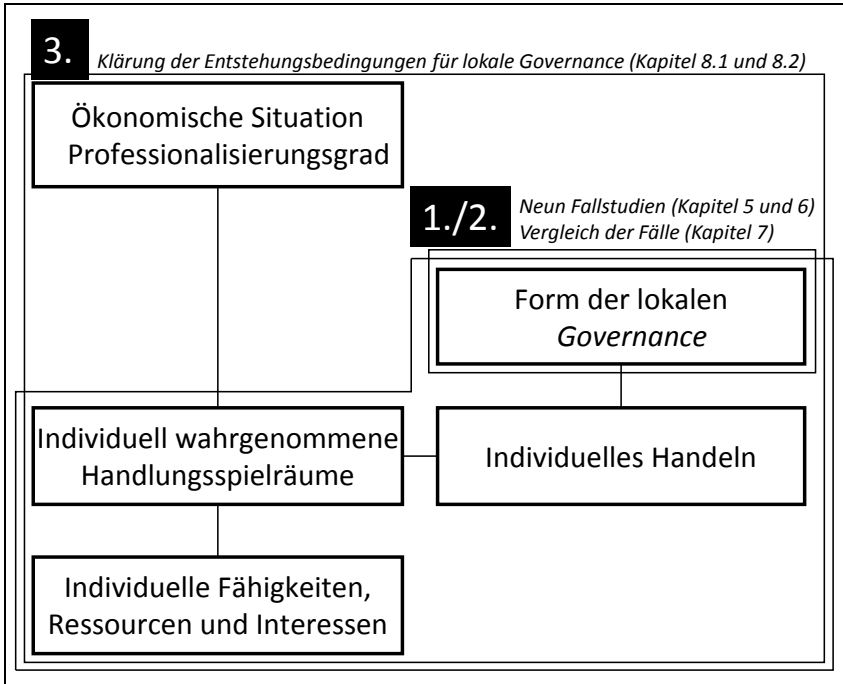 3.
Klärung der Entstehungsbedingungen für lokale Governance (Kapitel 8.1 und 8.2)
Ökonomische Situation
Professionalisierungsgrad
1./2.
Neun Fallstudien (Kapitel 5 und 6)
Vergleich der Fälle (Kapitel 7)
Form der lokalen
Governance
Individuell wahrgenommene
Handlungsspielräume
Individuelles Handeln
Individuelle Fähigkeiten,
Ressourcen und Interessen